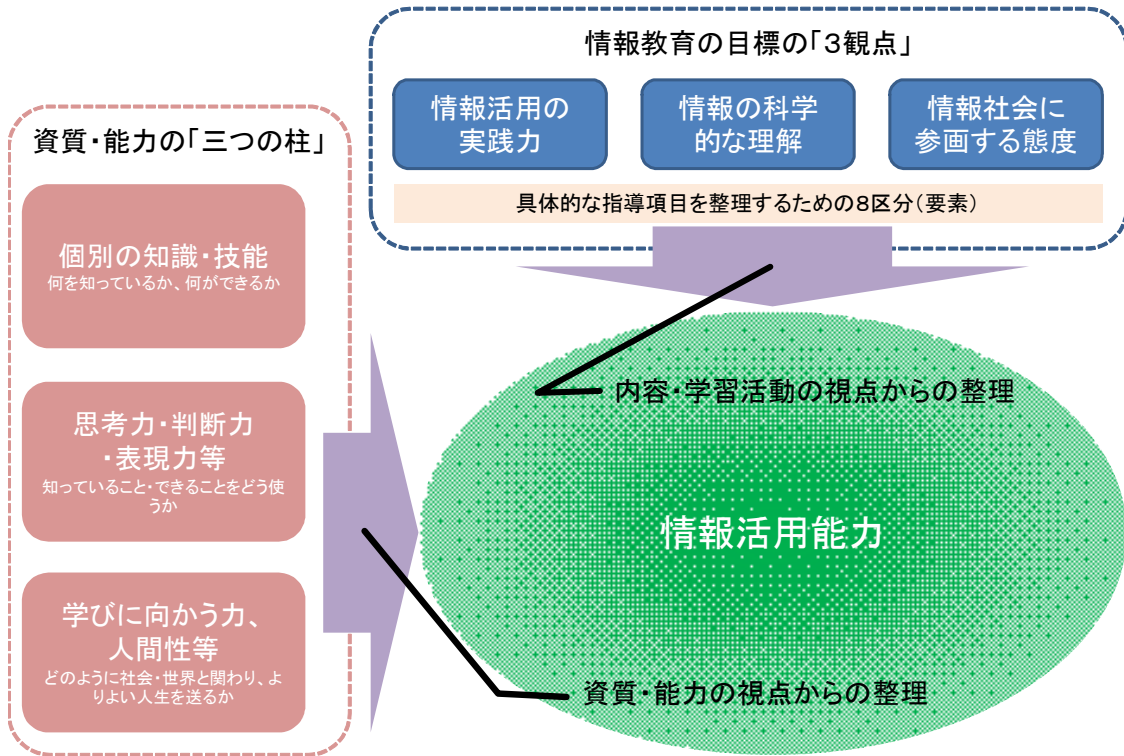 情報教育の目標の「3観点」
情報活用の
実践力
情報の科学
的な理解
情報社会に
参画する態度
具体的な指導項目を整理するための8区分(要素)
資質・能力の「三つの柱」
個別の知識・技能
何を知っているか、何ができるか
思考力・判断力
・表現力等
知っていること・できることをどう使
うか
学びに向かう力、
人間性等
どのように社会・世界と関わり、よ
りよい人生を送るか
内容・学習活動の視点からの整理
情報活用能力
資質・能力の視点からの整理